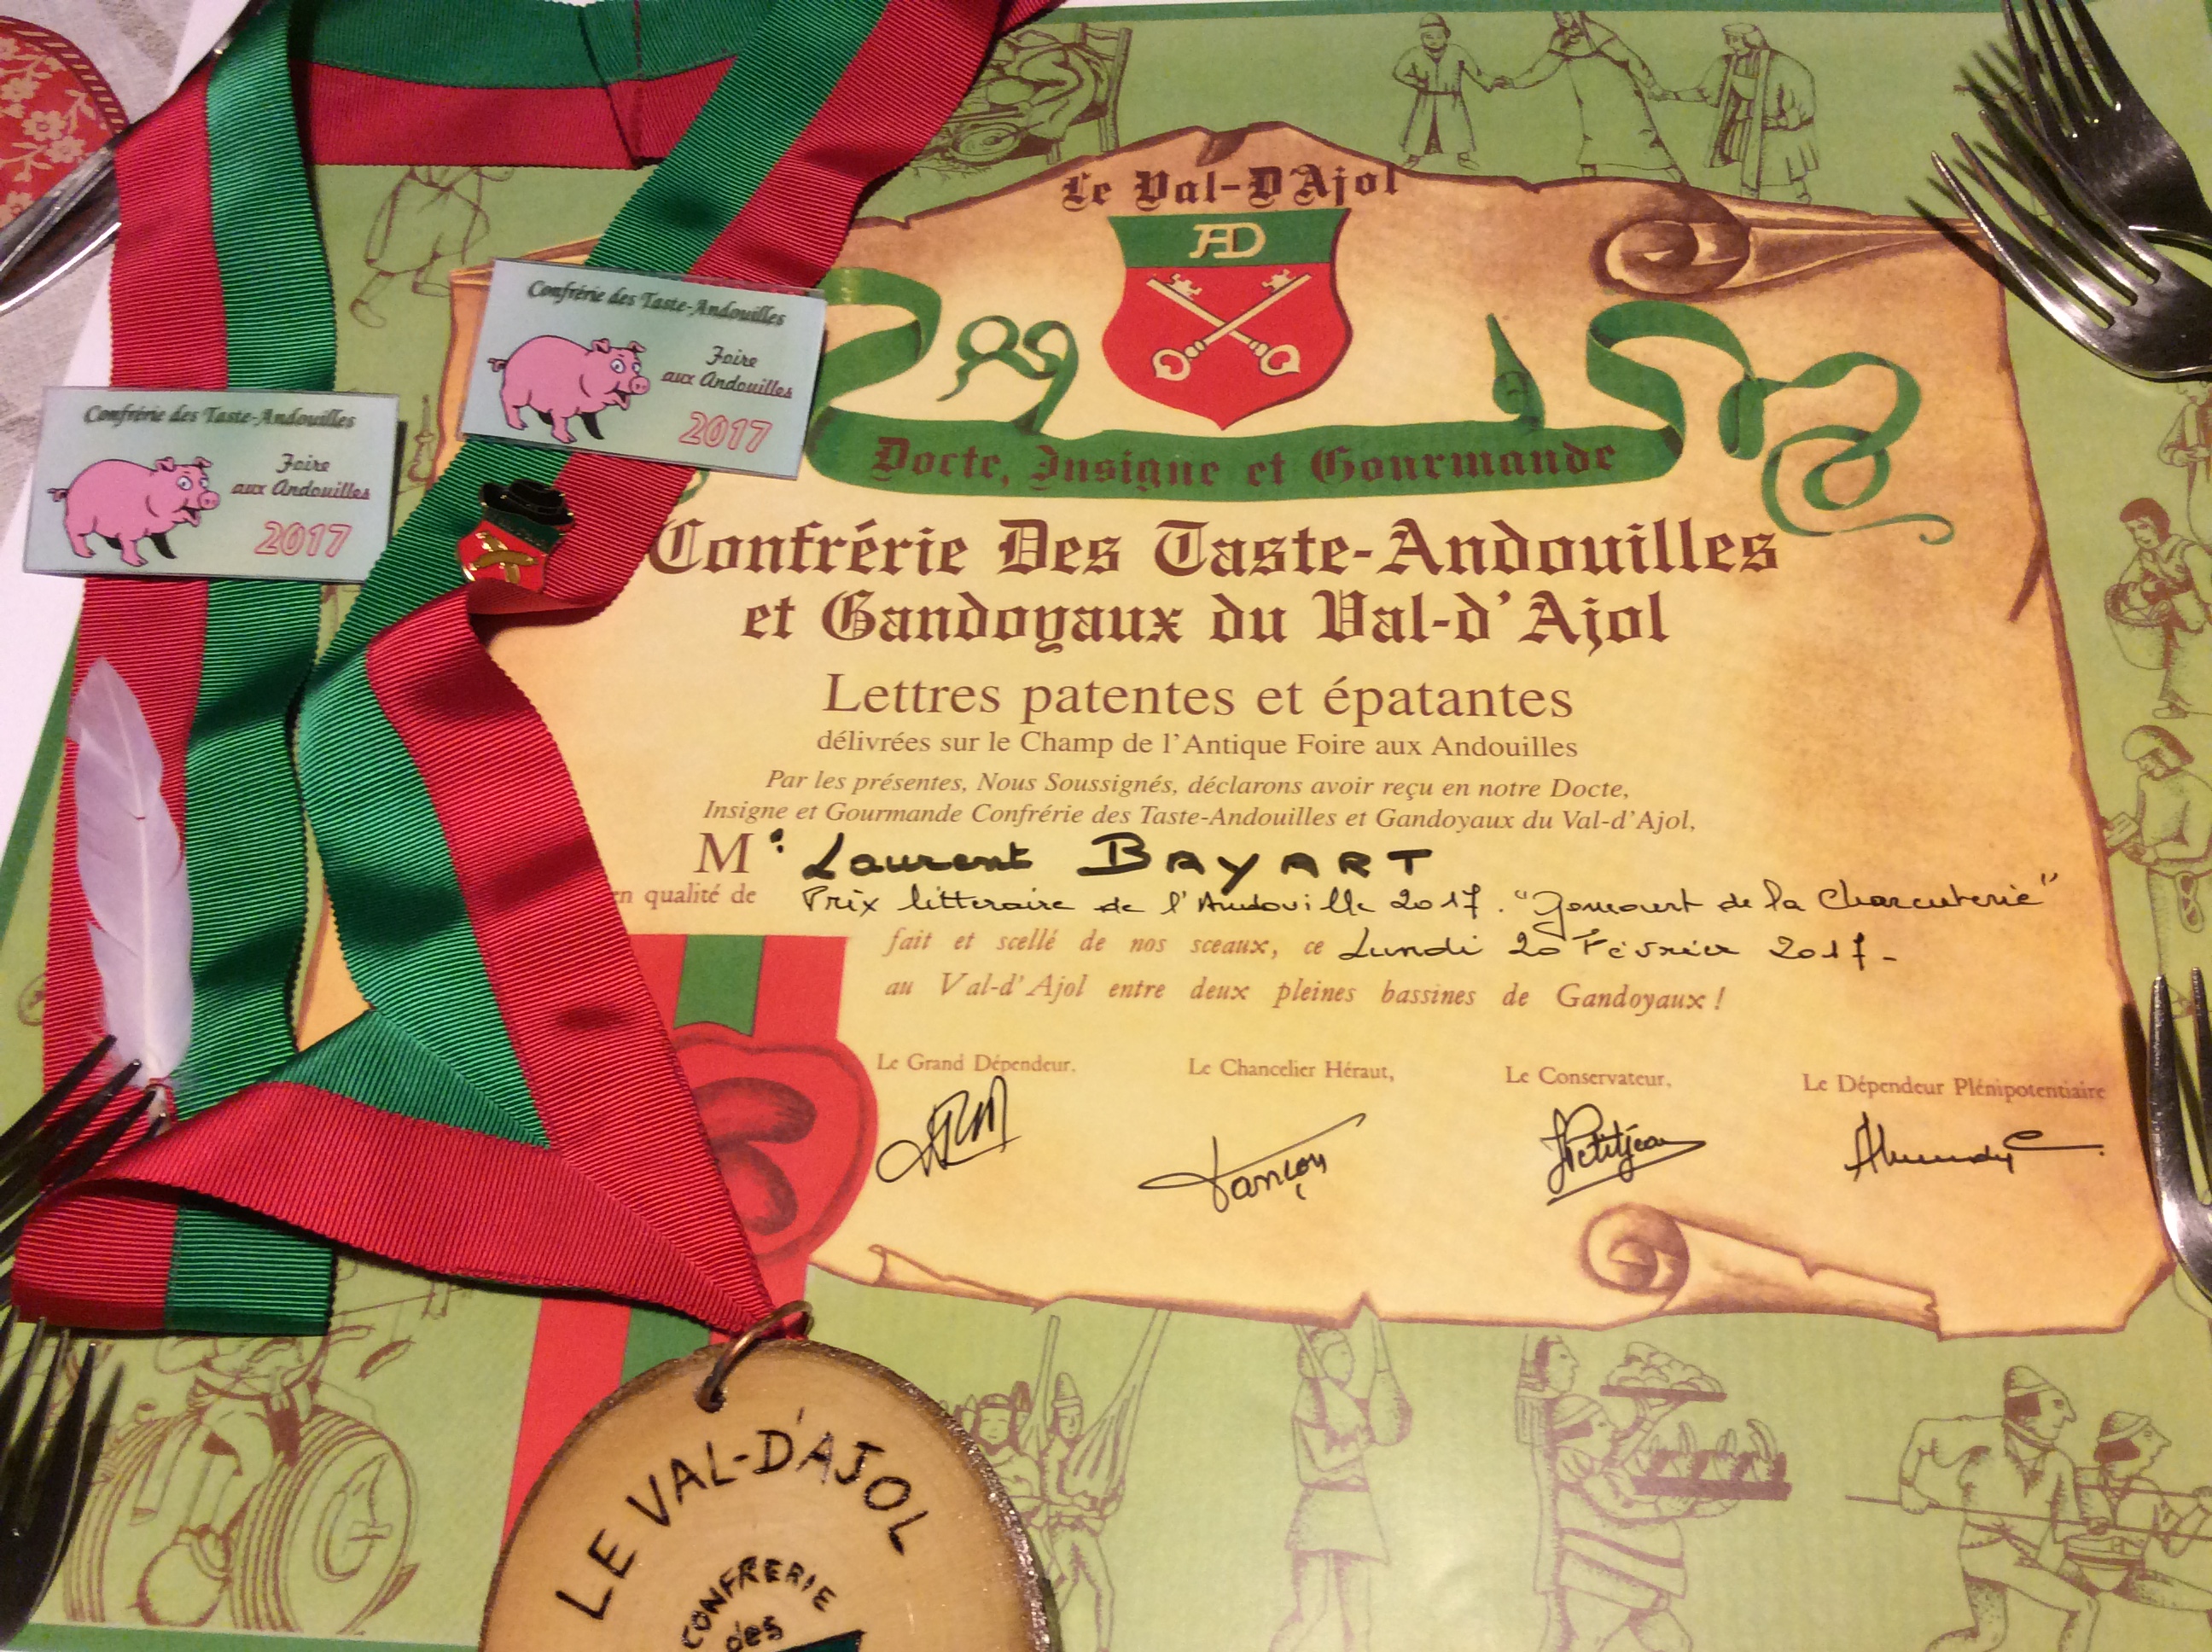 Le Val-D'Ajol
AD
Docte, Insigne et Gourmande
Confrérie des Taste-Andouilles
Foire
aux Andouilles
2017
Confrérie des Taste-Andouilles
Foire
aux Andouilles
2017
Confrérie Des Taste-Andouilles
et Gandoyaux du Val-d'Ajol
Lettres patentes et épatantes
délivrées sur le Champ de l'Antique Foire aux Andouilles
Par les présentes, Nous Soussignés, déclarons avoir reçu en notre Docte,
Insigne et Gourmande Confrérie des Taste-Andouilles et Gandoyaux du Val-d'Ajol,
M. Laurent BAYART
en qualité de Prix litteraire de l'Andouille 2017. "Goncourt de la Charcuterie"
fait et scellé de nos sceaux, ce Lundi 20 Février 2017-
au Val-d'Ajol entre deux pleines bassines de Gandoyaux !
Le Grand Dépendeur. Le Chancelier Héraut, Le Conservateur. Le Dépendeur Plénipotentiaire
Petitjean
LE VAL-D'AJOL
CONFRERIE
des